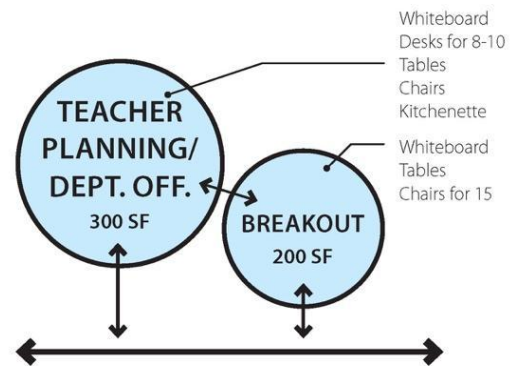 Whiteboard
Desks for 8-10
Tables
Chairs
Kitchenette
TEACHER
PLANNING/
DEPT. OFF.
300 SF
Whiteboard
Tables
Chairs for 15
BREAKOUT
200 SF